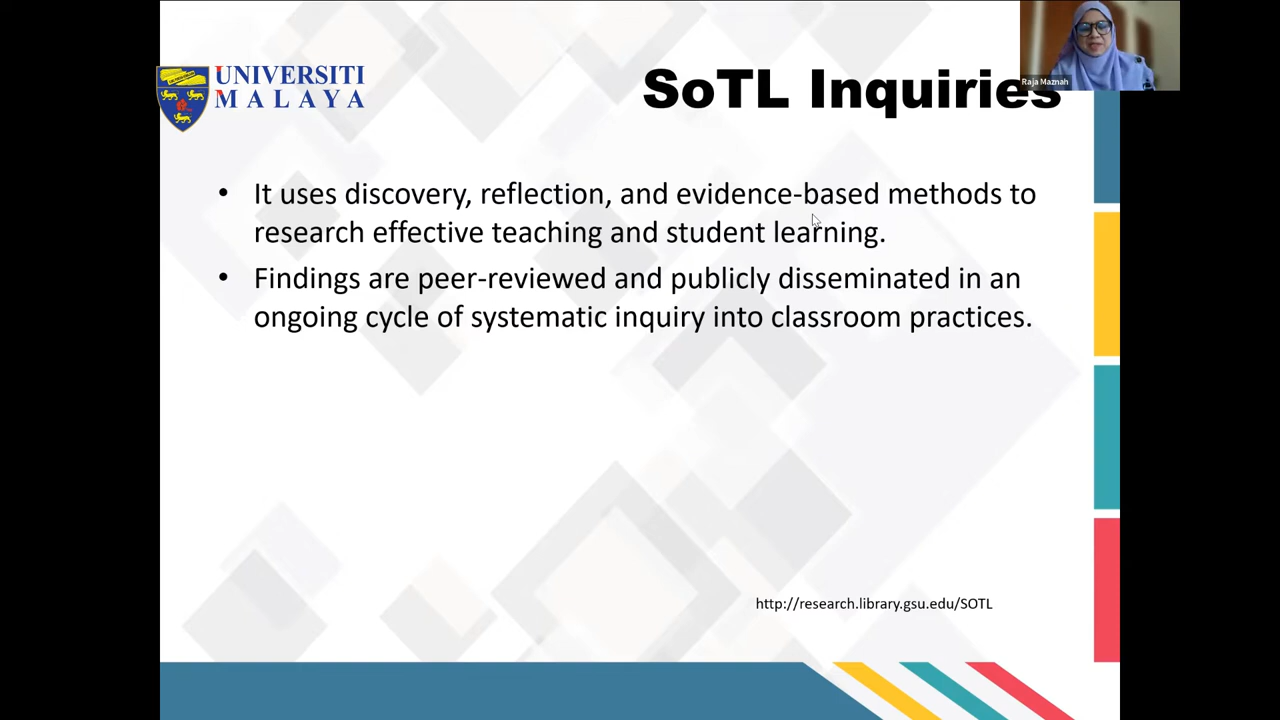 UNIVERSITI
MALAYA
SoTL Inquiries
Raja Maznah
• It uses discovery, reflection, and evidence-based methods to
research effective teaching and student learning.
• Findings are peer-reviewed and publicly disseminated in an
ongoing cycle of systematic inquiry into classroom practices.
http://research.library.gsu.edu/SOTL